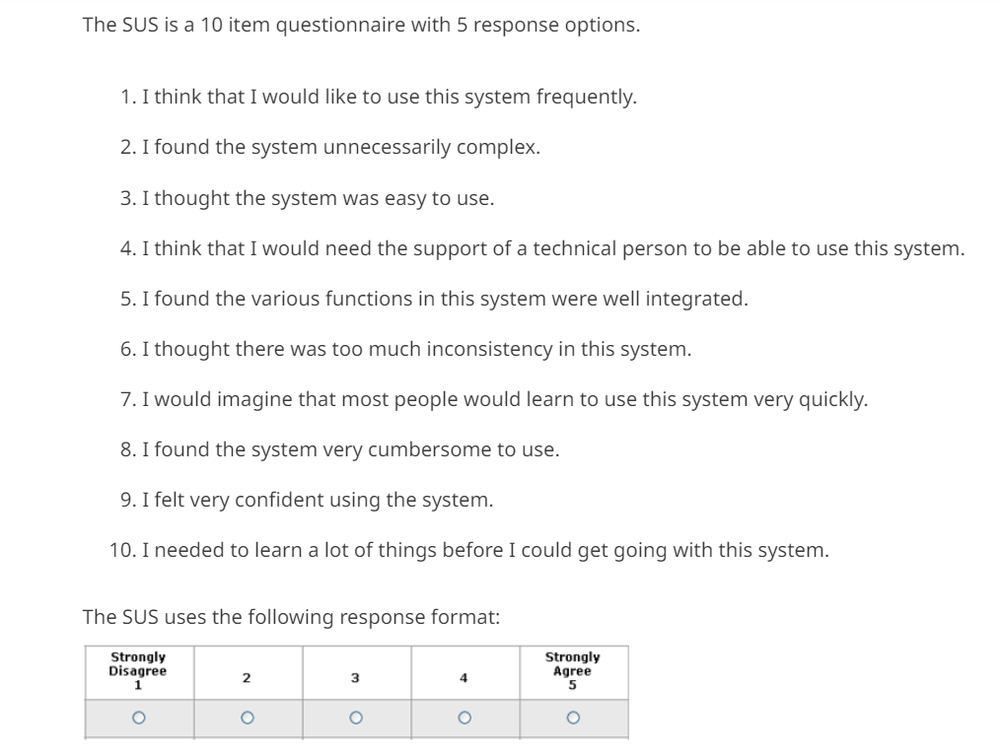 The SUS is a 10 item questionnaire with 5 response options.
1. I think that I would like to use this system frequently.
2. I found the system unnecessarily complex.
3. I thought the system was easy to use.
4. I think that I would need the support of a technical person to be able to use this system.
5. I found the various functions in this system were well integrated.
6. I thought there was too much inconsistency in this system.
7. I would imagine that most people would learn to use this system very quickly.
8. I found the system very cumbersome to use.
9. I felt very confident using the system.
10. I needed to learn a lot of things before I could get going with this system.
The SUS uses the following response format:
Strongly
Disagree
1
2
3
4
Strongly
Agree
5